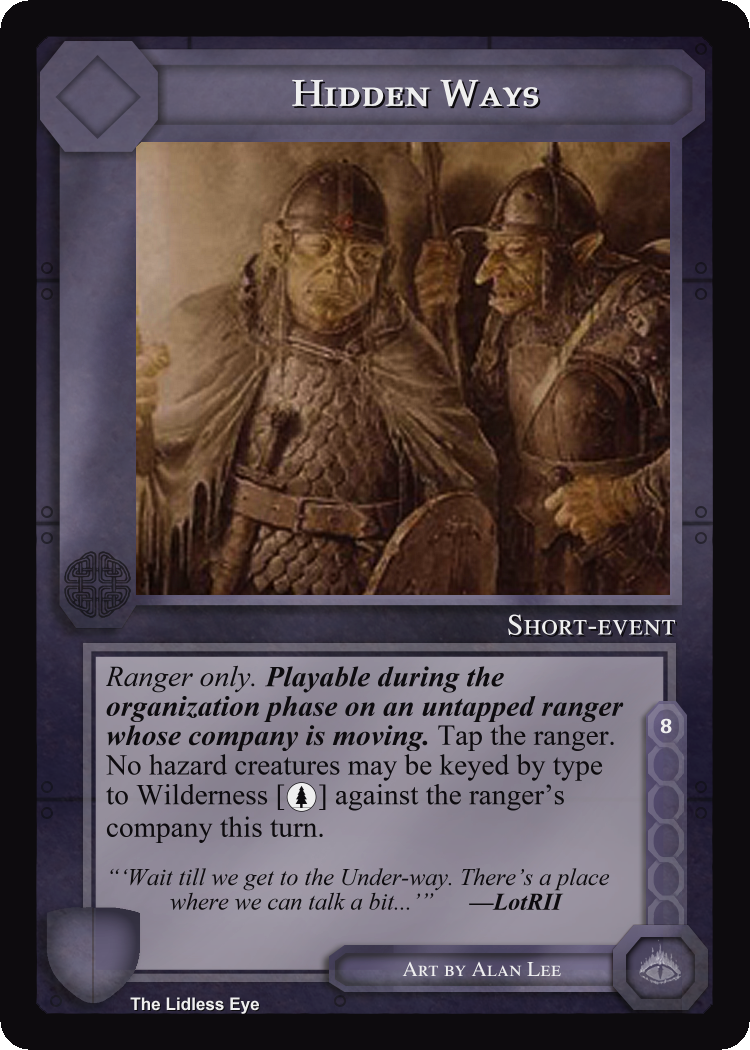 Hidden Ways
Short-event
Ranger only. Playable during the
organization phase on an untapped ranger
whose company is moving. Tap the ranger.
No hazard creatures may be keyed by type
to Wilderness [ ] against the ranger's
company this turn.
8
“‘Wait till we get to the Under-way. There's a place
where we can talk a bit...’” —LotRII
Art by Alan Lee
The Lidless Eye